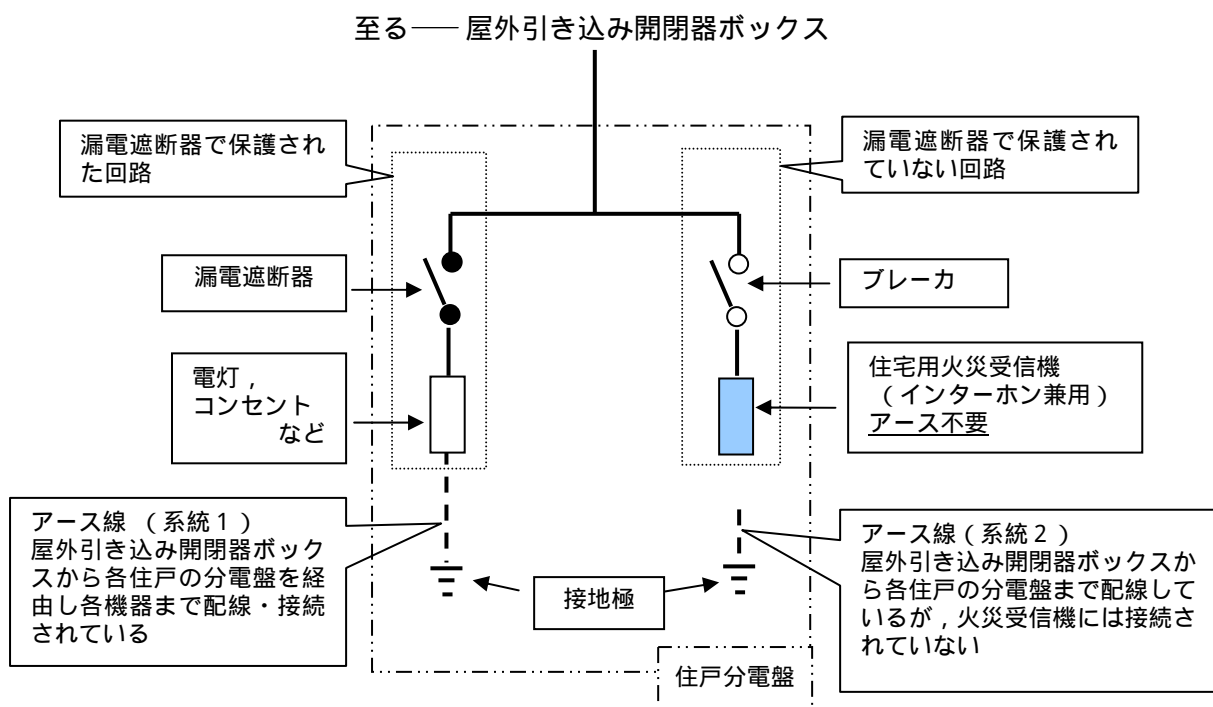 至る── 屋外引き込み開閉器ボックス
漏電遮断器で保護され
た回路
漏電遮断器で保護され
ていない回路
漏電遮断器
ブレーカ
電灯，
コンセント
など
住宅用火災受信機
（インターホン兼用）
アース不要
アース線 （系統１）
屋外引き込み開閉器ボック
スから各住戸の分電盤を経
由し各機器まで配線・接続
されている
接地極
アース線（系統２）
屋外引き込み開閉器ボックスか
ら各住戸の分電盤まで配線して
いるが，火災受信機には接続さ
れていない
住戸分電盤